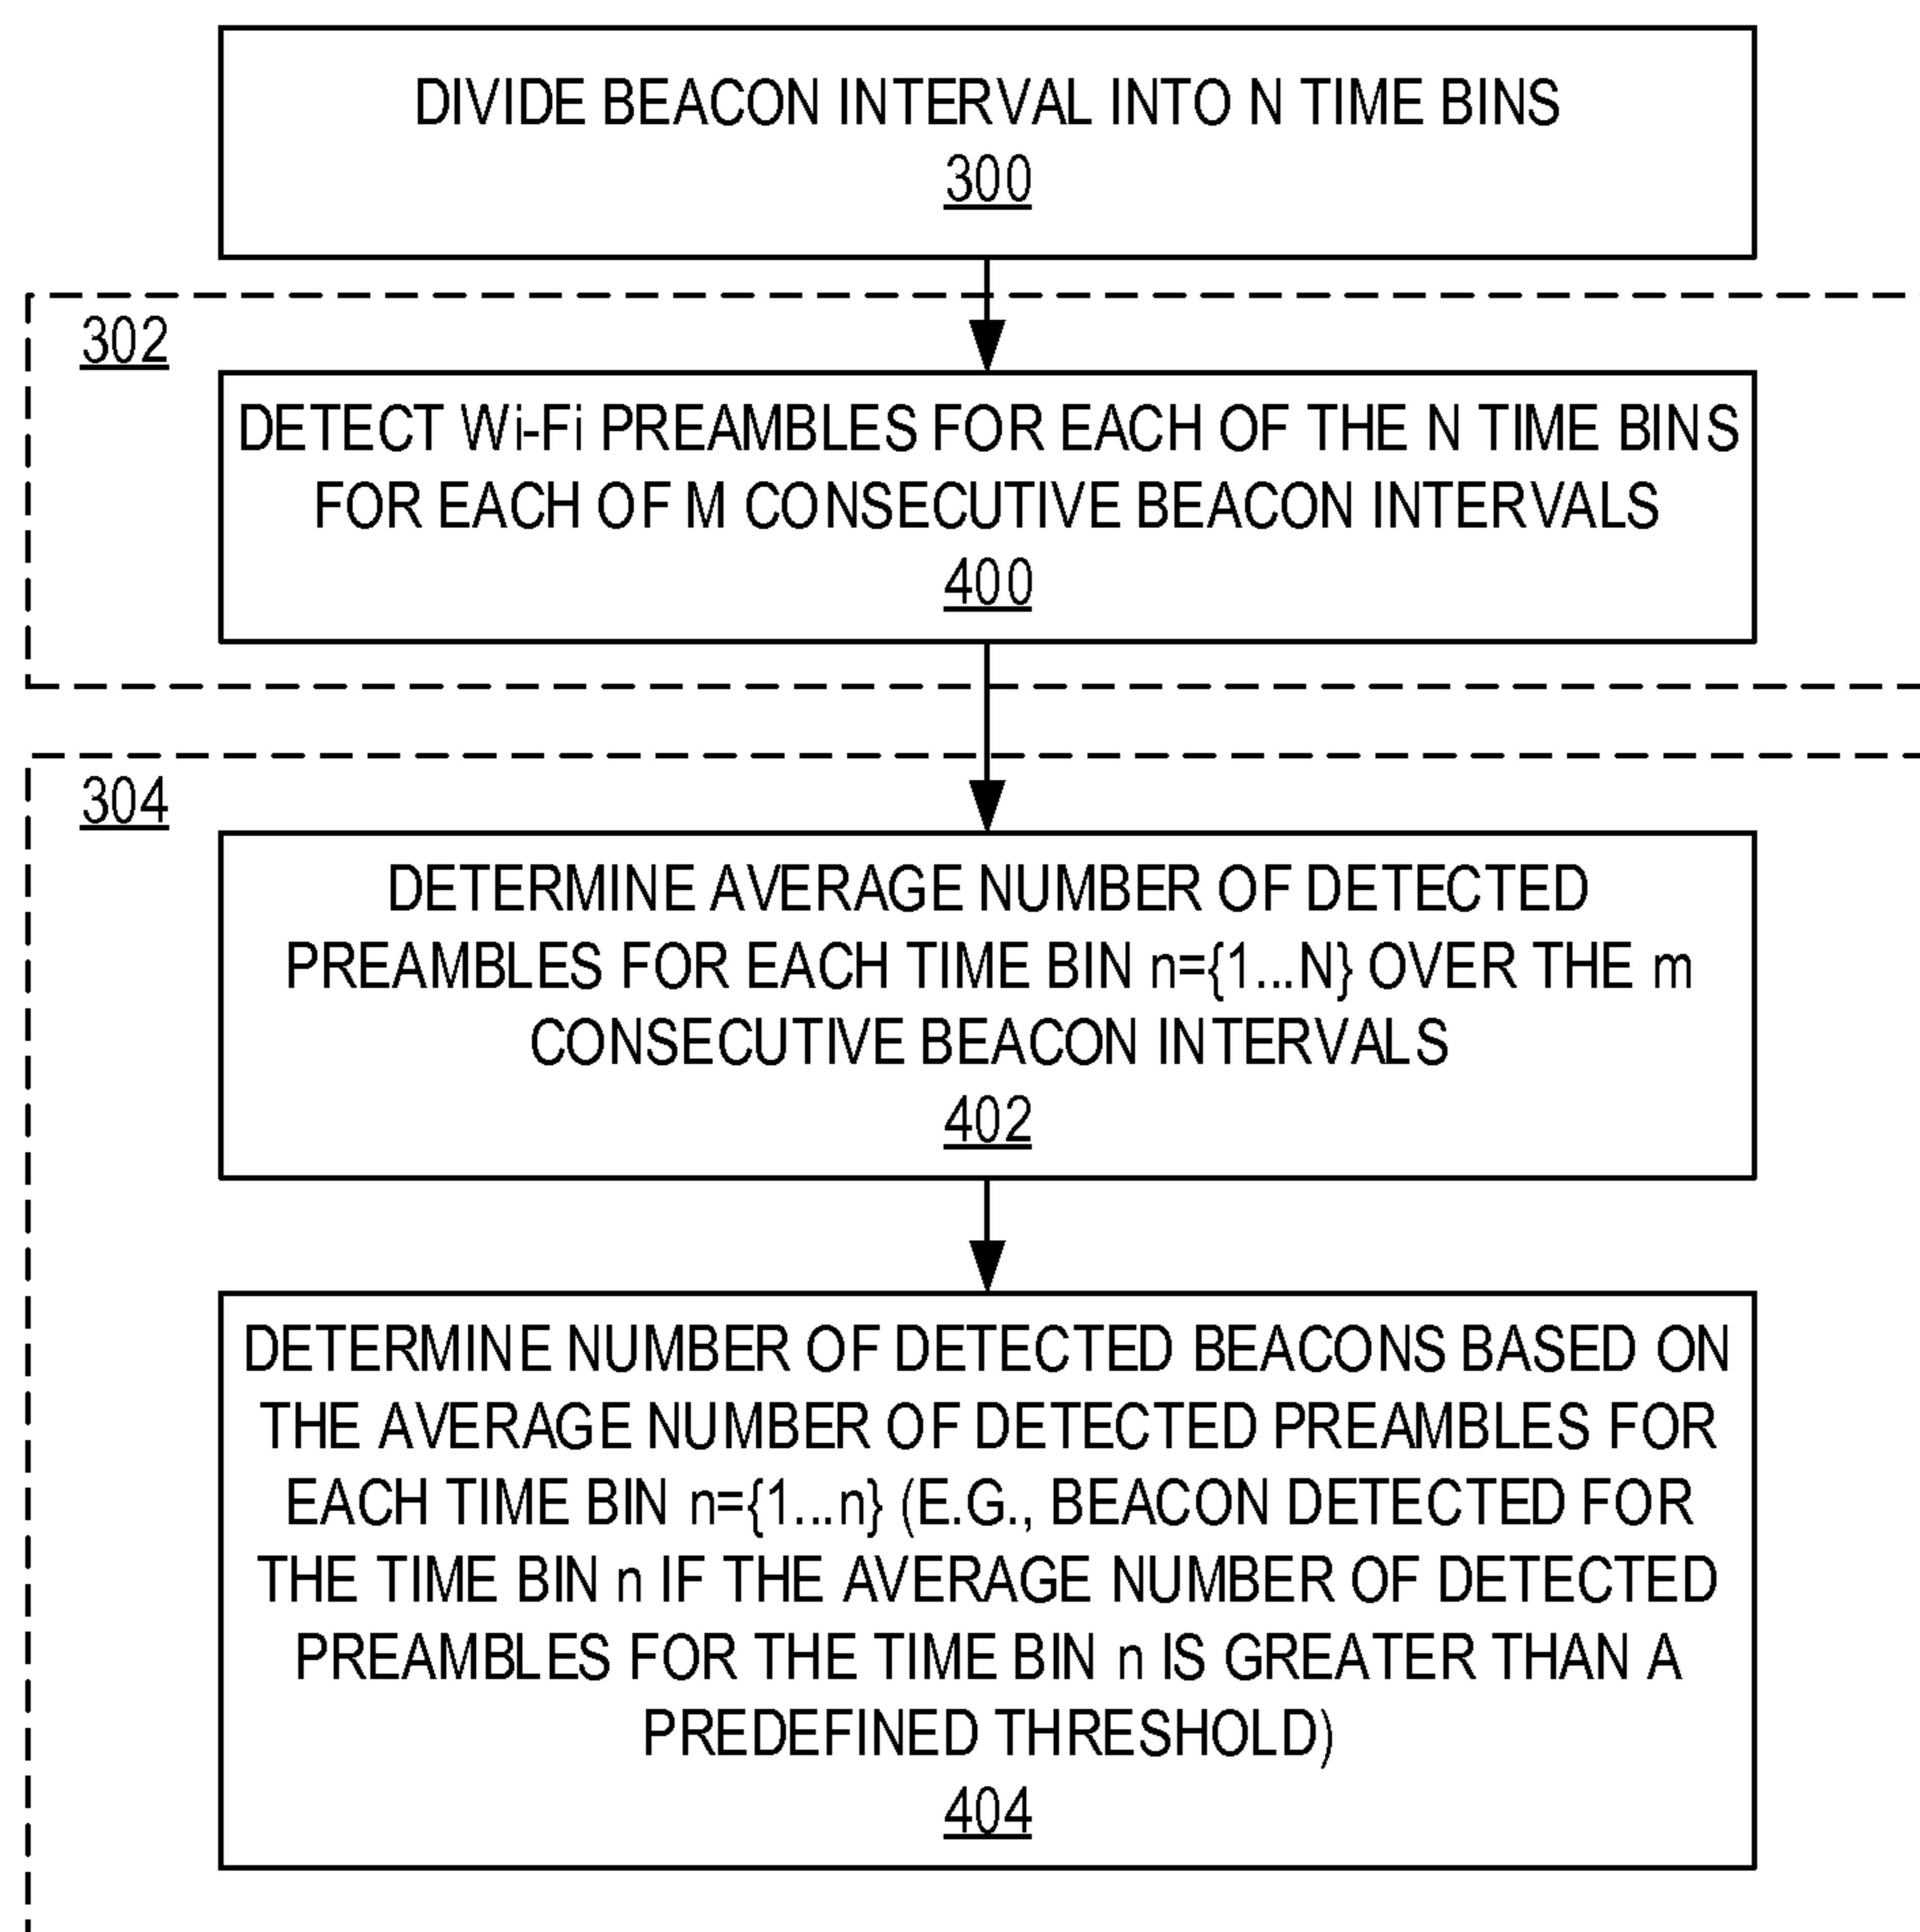 DIVIDE BEACON INTERVAL INTO N TIME BINS
300
302
DETECT Wi-Fi PREAMBLES FOR EACH OF THE N TIME BINS
FOR EACH OF M CONSECUTIVE BEACON INTERVALS
400
304
DETERMINE AVERAGE NUMBER OF DETECTED
PREAMBLES FOR EACH TIME BIN n={1...N} OVER THE m
CONSECUTIVE BEACON INTERVALS
402
DETERMINE NUMBER OF DETECTED BEACONS BASED ON
THE AVERAGE NUMBER OF DETECTED PREAMBLES FOR
EACH TIME BIN n={1...n} (E.G., BEACON DETECTED FOR
THE TIME BIN n IF THE AVERAGE NUMBER OF DETECTED
PREAMBLES FOR THE TIME BIN n IS GREATER THAN A
PREDEFINED THRESHOLD)
404